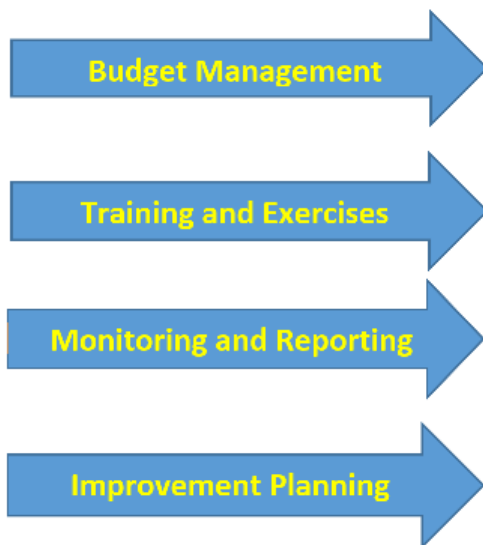 Budget Management
Training and Exercises
Monitoring and Reporting
Improvement Planning